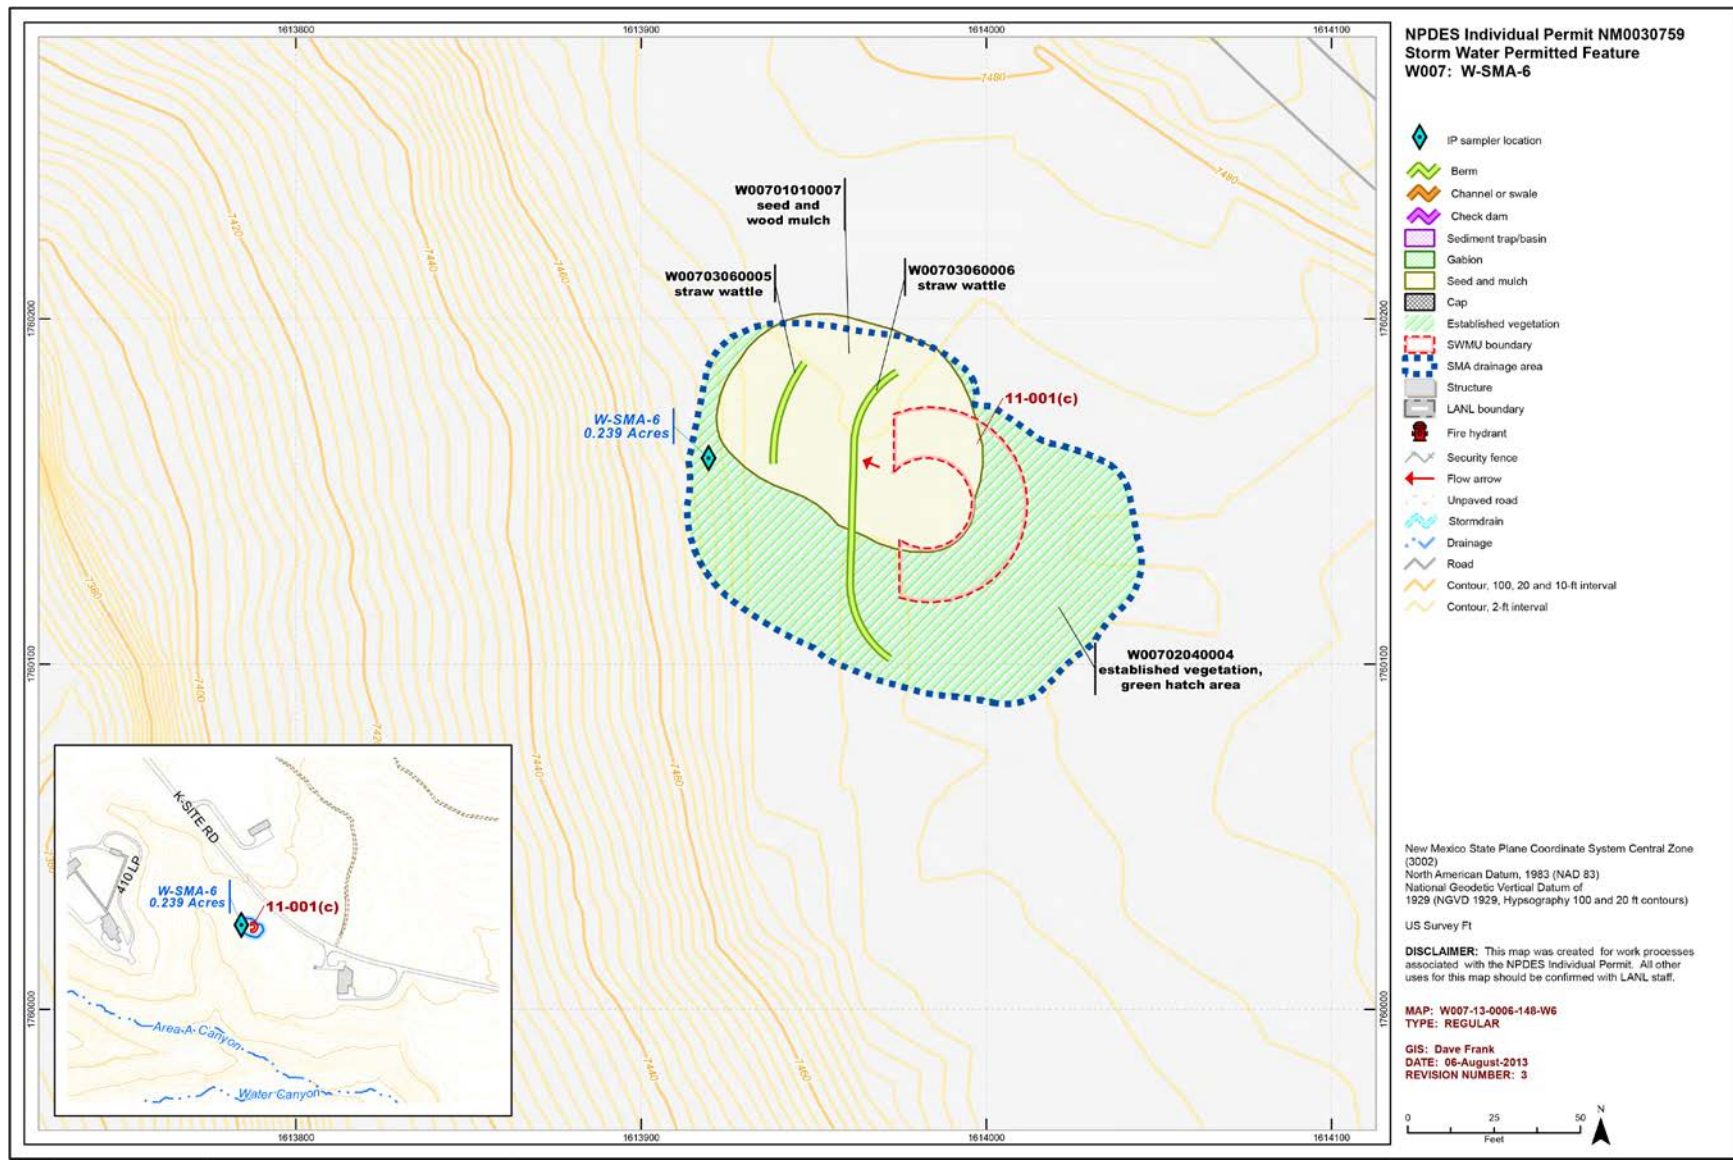 1613800
1613900
1614000
1614100
NPDES Individual Permit NM0030759
Storm Water Permitted Feature
W007: W-SMA-6
IP sampler location
Berm
Channel or swale
Check dam
Sediment trap/basin
Gabion
Seed and mulch
Cap
Established vegetation
SWMU boundary
SMA drainage area
Structure
LANL boundary
Fire hydrant
Security fence
Flow arrow
Unpaved road
Stormdrain
Drainage
Road
Contour, 100, 20 and 10-ft interval
Contour, 2-ft interval
7480
7480
7420
7440
7460
W00701010007
seed and
wood mulch
W00703060005
straw wattle
W00703060006
straw wattle
1760200
1760200
W-SMA-6
0.239 Acres
11-001(c)
7380
7400
7440
7460
W00702040004
established vegetation,
green hatch area
1760100
1760100
K-SITE RD
410 LP
W-SMA-6
0.239 Acres
11-001(c)
Area-A-Canyon
Water Canyon
7440
7460
1760000
1760000
1613800
1613900
1614000
1614100
New Mexico State Plane Coordinate System Central Zone
(3002)
North American Datum, 1983 (NAD 83)
National Geodetic Vertical Datum of
1929 (NGVD 1929, Hypsography 100 and 20 ft contours)
US Survey Ft
DISCLAIMER: This map was created for work processes
associated with the NPDES Individual Permit. All other
uses for this map should be confirmed with LANL staff.
MAP: W007-13-0006-148-W6
TYPE: REGULAR
GIS: Dave Frank
DATE: 06-August-2013
REVISION NUMBER: 3
0 25 50
Feet
N